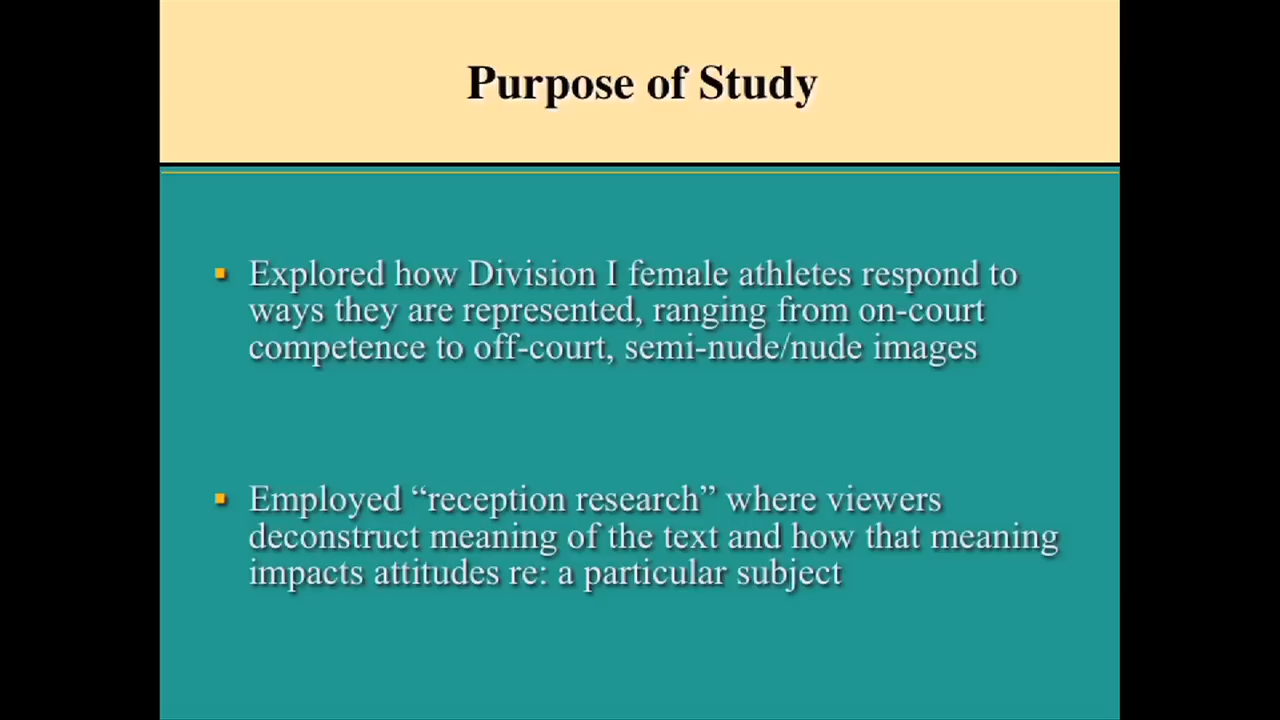 Purpose of Study
▪ Explored how Division I female athletes respond to
ways they are represented, ranging from on-court
competence to off-court, semi-nude/nude images
▪ Employed “reception research” where viewers
deconstruct meaning of the text and how that meaning
impacts attitudes re: a particular subject